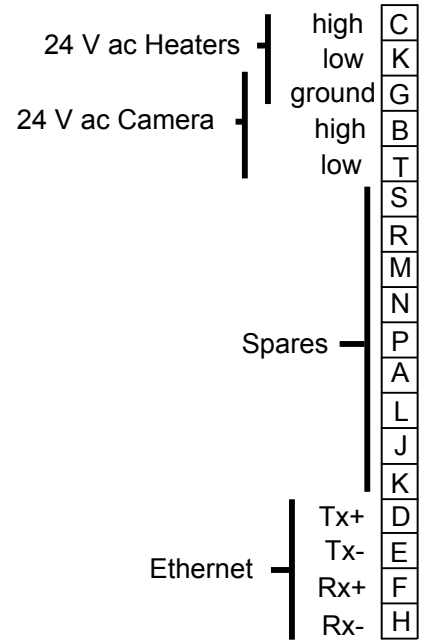 high C
24 V ac Heaters
low K
ground G
24 V ac Camera
high B
low T
S
R
M
N
Spares P
A
L
J
K
Tx+ D
Tx- E
Ethernet
Rx+ F
Rx- H